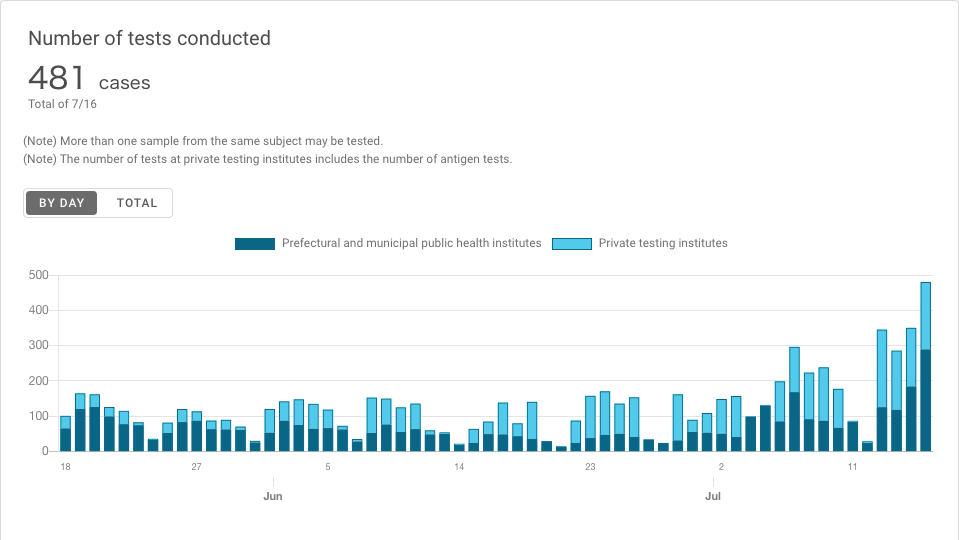 Number of tests conducted
481 cases
Total of 7/16
(Note) More than one sample from the same subject may be tested.
(Note) The number of tests at private testing institutes includes the number of antigen tests.
BY DAY TOTAL
Prefectural and municipal public health institutes Private testing institutes
500
400
300
200
100
0
18 27 5 14 23 2 11
Jun Jul